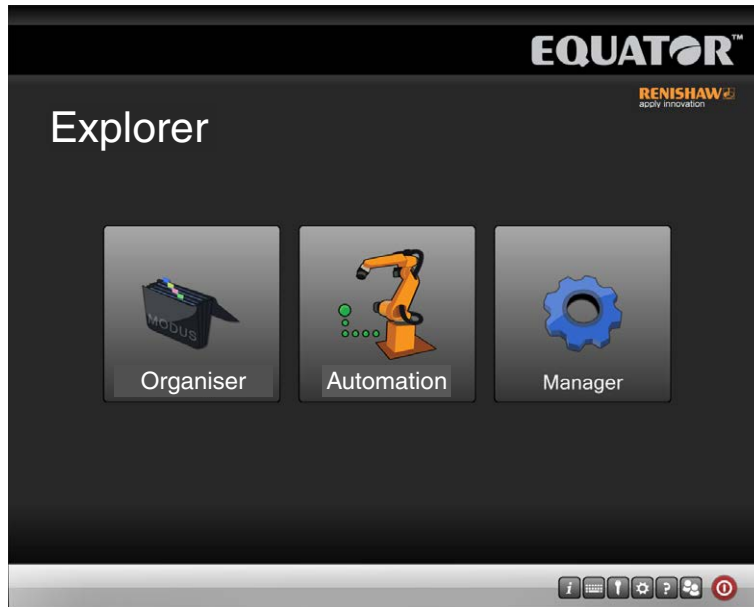 EQUATOR™
RENISHAW
apply innovation
Explorer
MODUS
Organiser
Automation
Manager
i
?